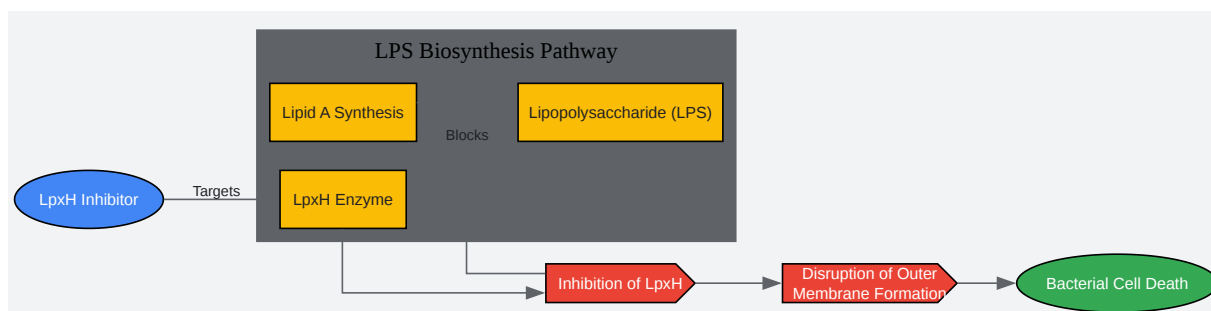 LPS Biosynthesis Pathway
Lipid A Synthesis
Lipopolysaccharide (LPS)
Blocks
LpxH Inhibitor
Targets
LpxH Enzyme
Inhibition of LpxH
Disruption of Outer
Membrane Formation
Bacterial Cell Death